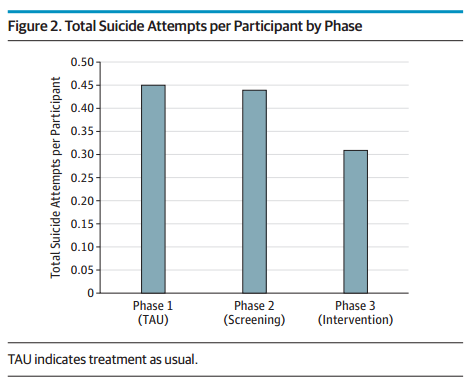 Figure 2. Total Suicide Attempts per Participant by Phase
Total Suicide Attempts per Participant
0.50
0.45
0.40
0.35
0.30
0.25
0.20
0.15
0.10
0.05
0
Phase 1
(TAU)
Phase 2
(Screening)
Phase 3
(Intervention)
TAU indicates treatment as usual.